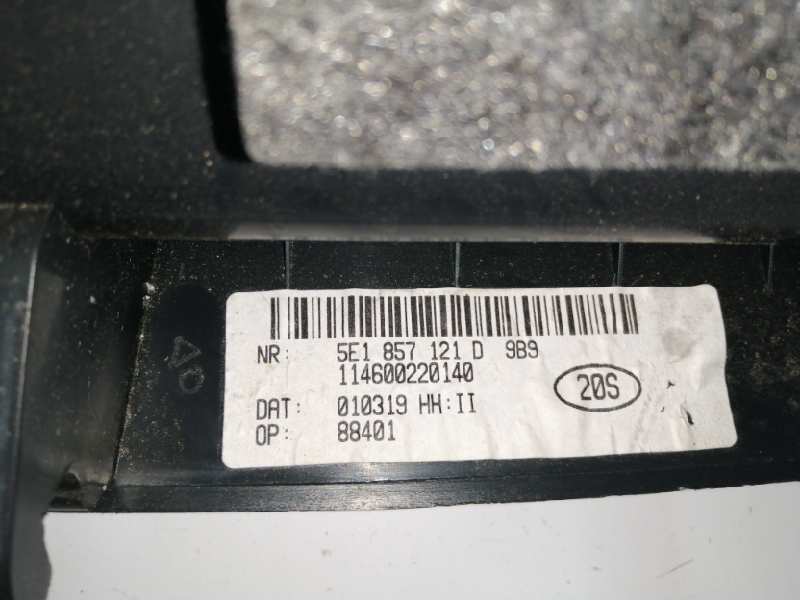 NR: 5E1 857 121 D 9B9
114600220140
20S
DAT: 010319 HH:II
OP: 88401